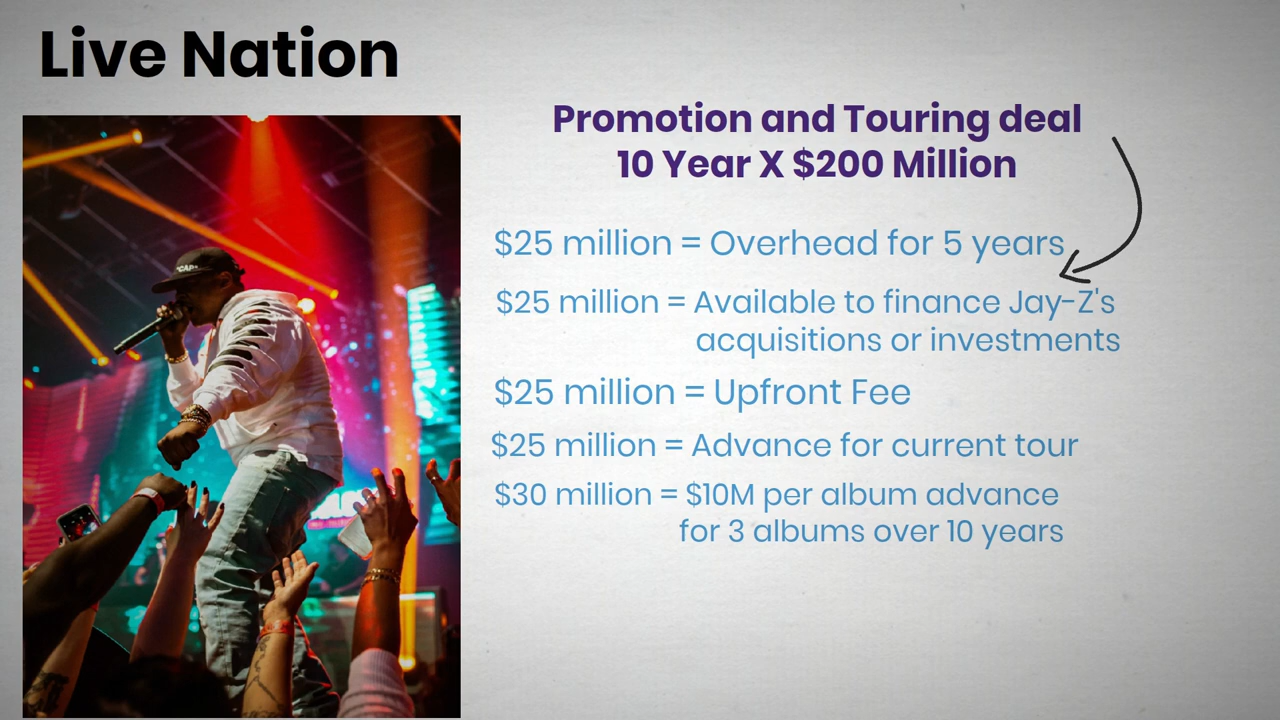 Live Nation
Promotion and Touring deal
10 Year X $200 Million
$25 million = Overhead for 5 years
$25 million = Available to finance Jay-Z's
acquisitions or investments
$25 million = Upfront Fee
$25 million = Advance for current tour
$30 million = $10M per album advance
for 3 albums over 10 years